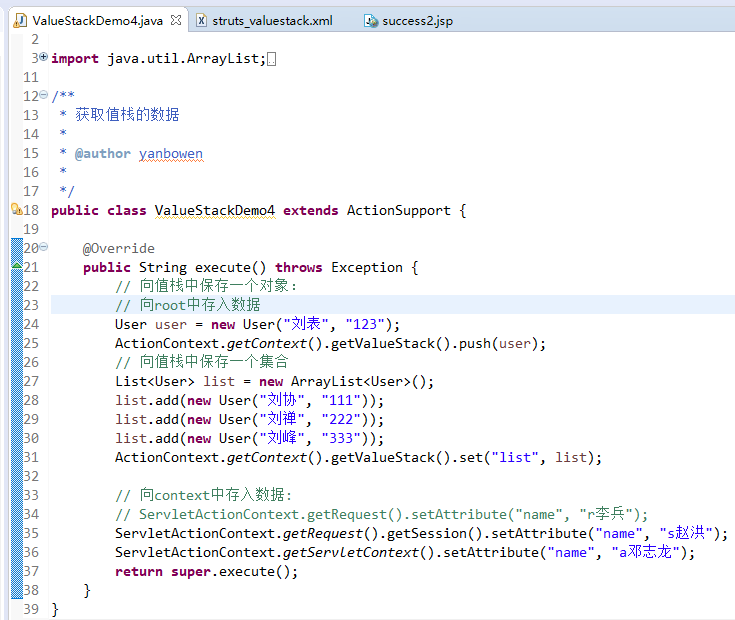 ValueStackDemo4.java struts_valuestack.xml success2.jsp
2
3 import java.util.ArrayList;
11
12 /**
13 * 获取值栈的数据
14 *
15 * @author yanbowen
16 *
17 */
18 public class ValueStackDemo4 extends ActionSupport {
19
20 @Override
21 public String execute() throws Exception {
22 // 向值栈中保存一个对象：
23 // 向root中存入数据
24 User user = new User("刘表", "123");
25 ActionContext.getContext().getValueStack().push(user);
26 // 向值栈中保存一个集合
27 List<User> list = new ArrayList<User>();
28 list.add(new User("刘协", "111"));
29 list.add(new User("刘禅", "222"));
30 list.add(new User("刘峰", "333"));
31 ActionContext.getContext().getValueStack().set("list", list);
32
33 // 向context中存入数据：
34 // ServletActionContext.getRequest().setAttribute("name", "r李兵");
35 ServletActionContext.getRequest().getSession().setAttribute("name", "s赵洪");
36 ServletActionContext.getServletContext().setAttribute("name", "a邓志龙");
37 return super.execute();
38 }
39 }